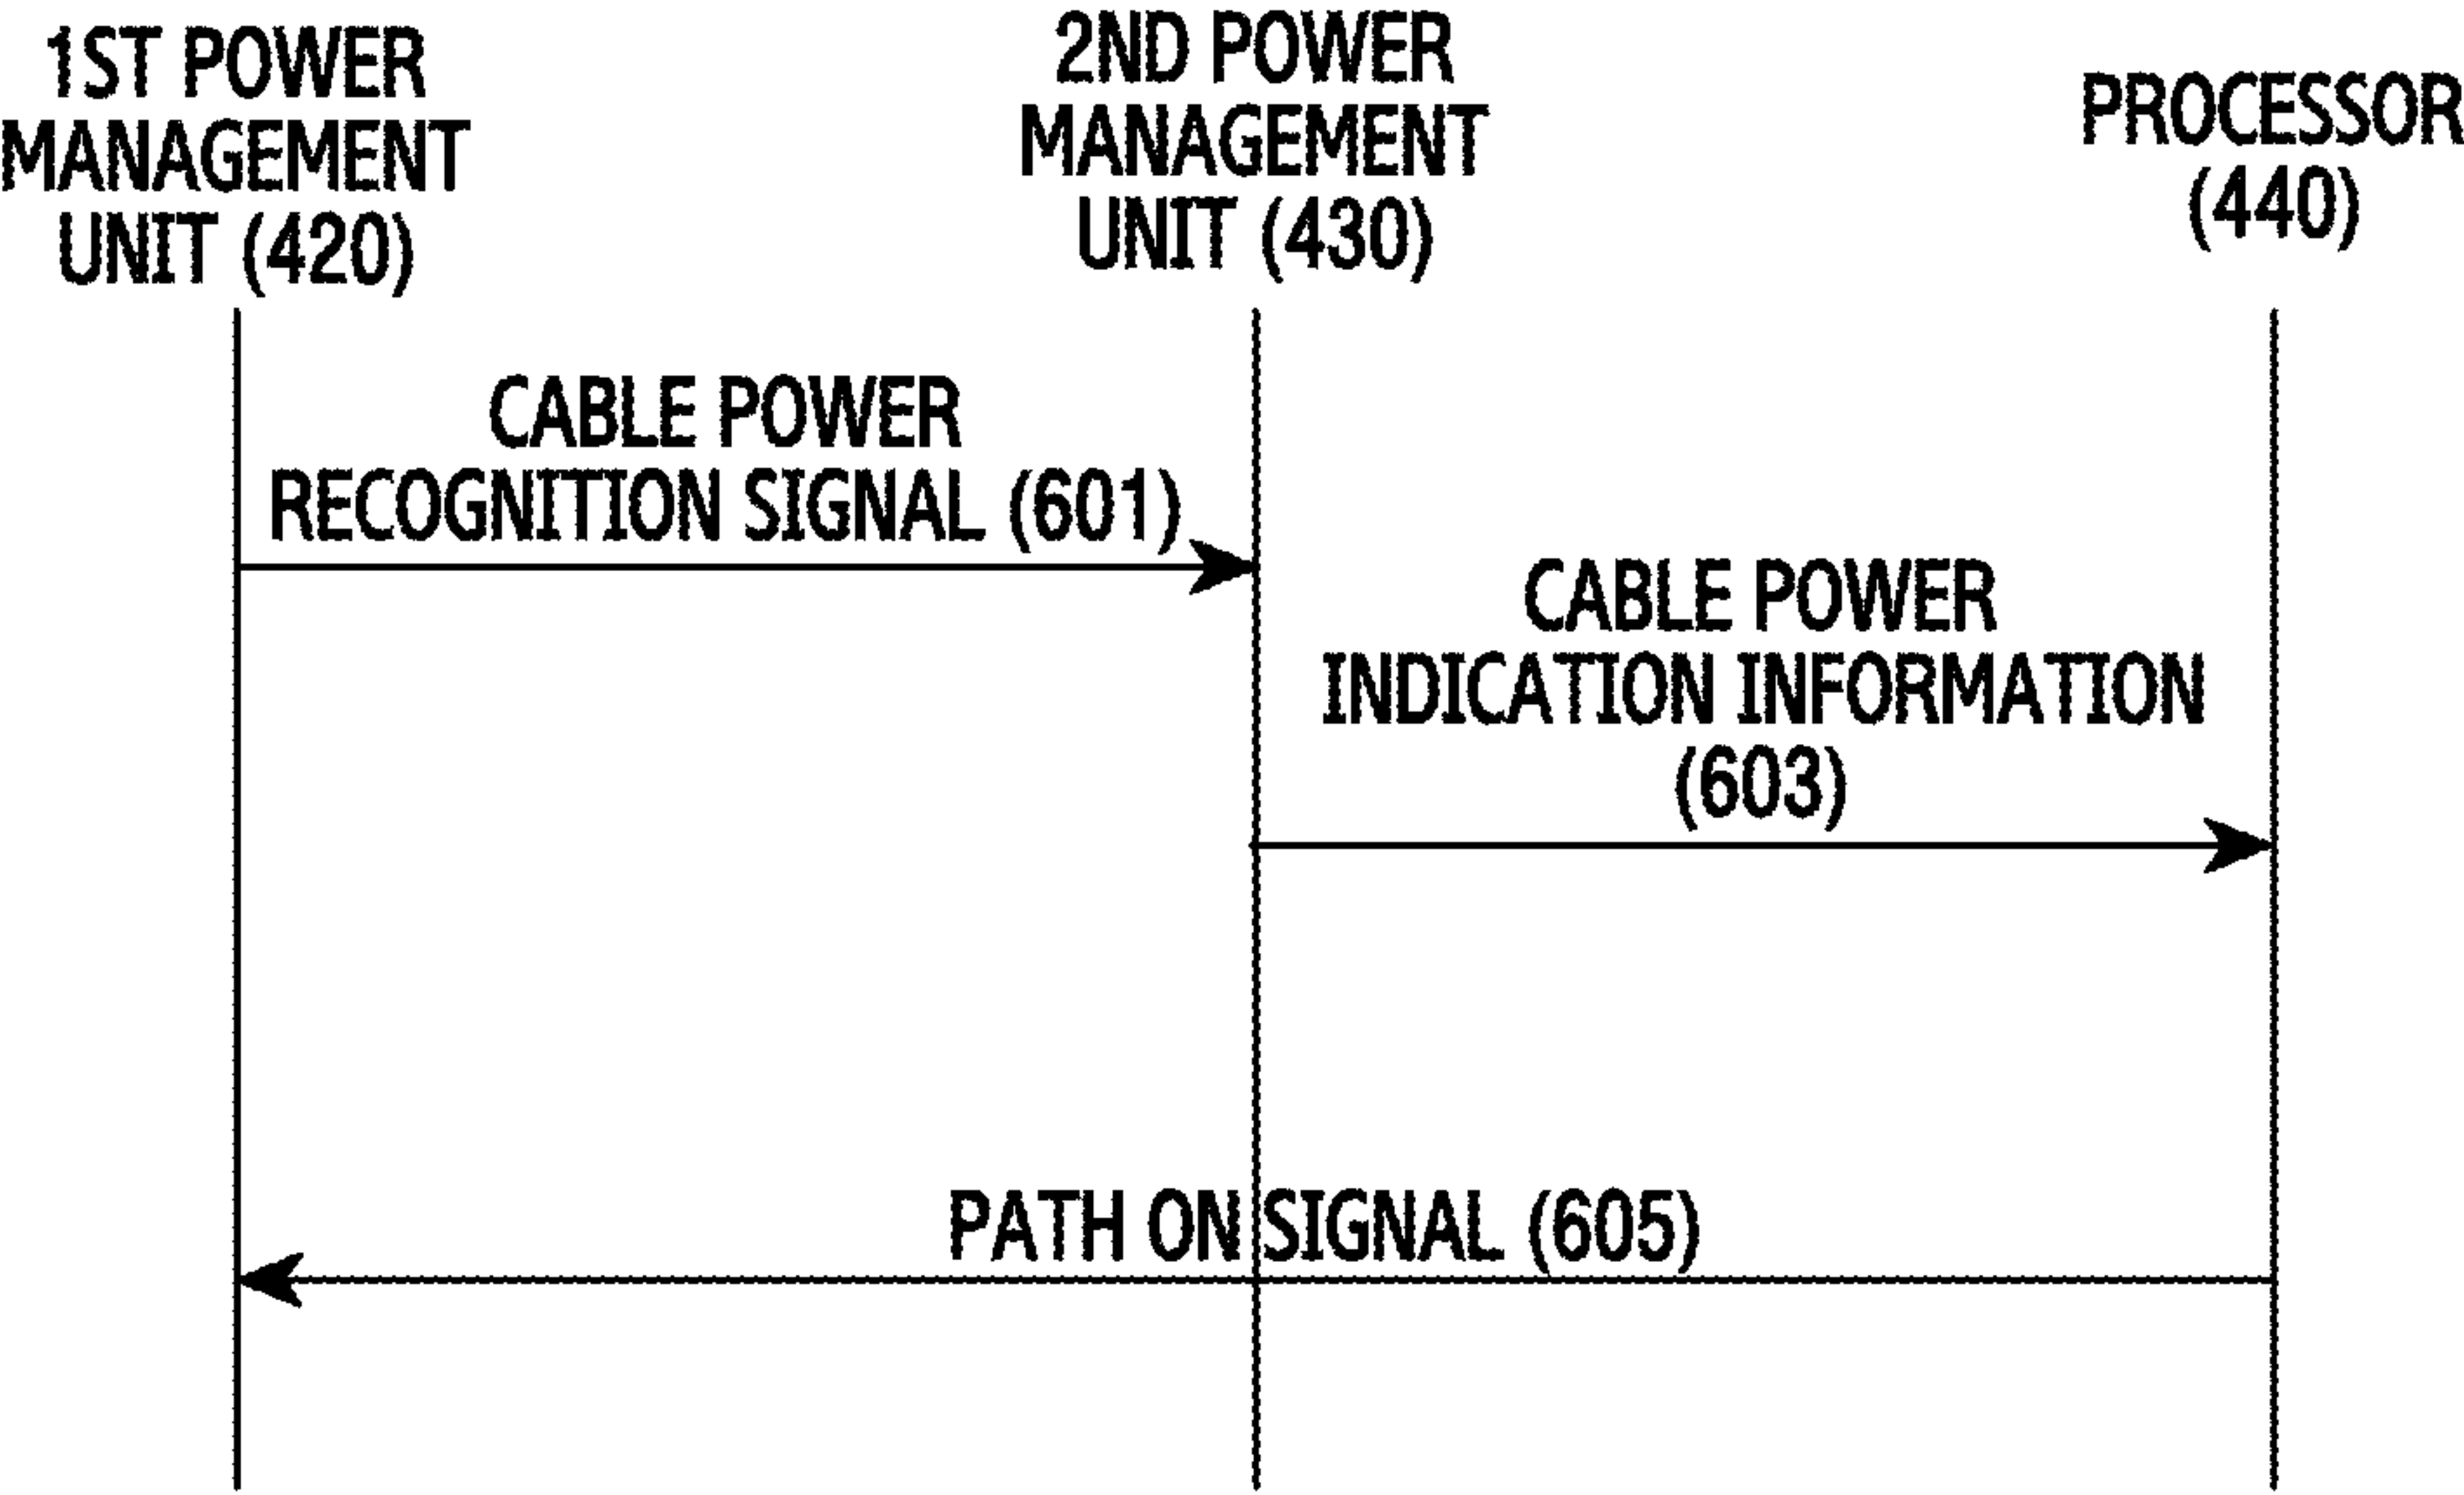 1ST POWER
MANAGEMENT
UNIT (420)
2ND POWER
MANAGEMENT
UNIT (430)
PROCESSOR
(440)
CABLE POWER
RECOGNITION SIGNAL (601)
CABLE POWER
INDICATION INFORMATION
(603)
PATH ON SIGNAL (605)